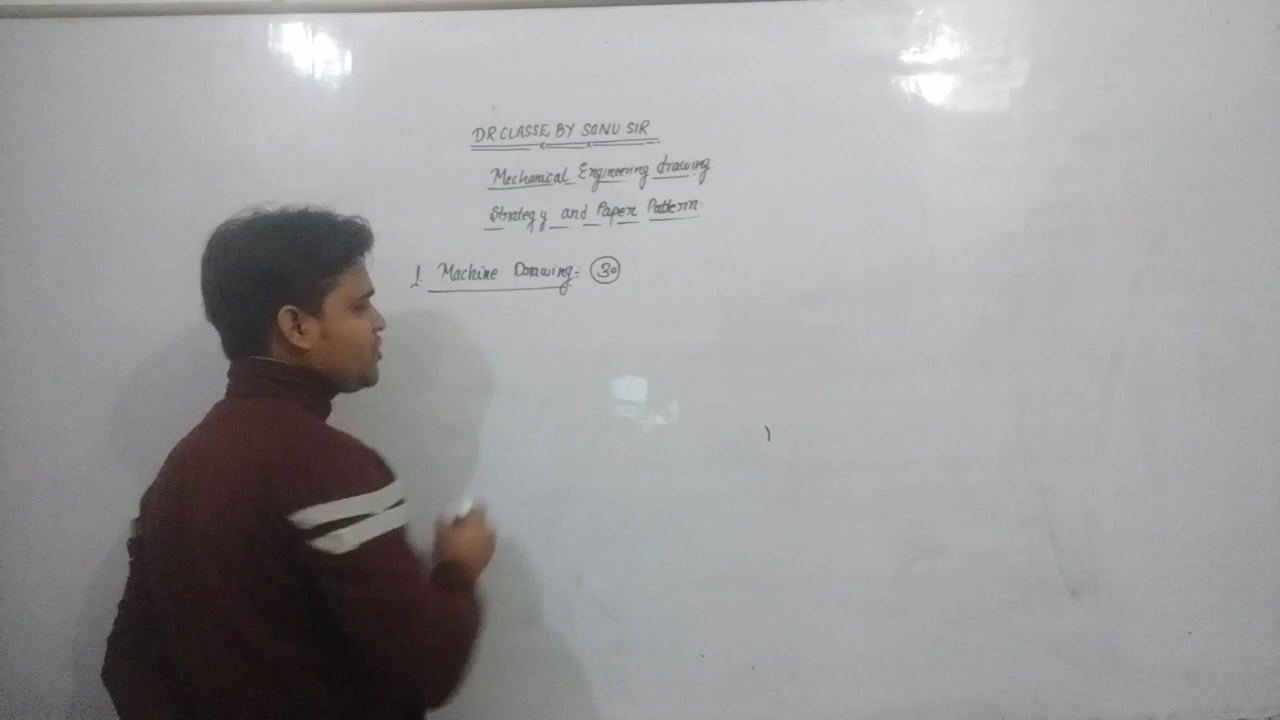 DR CLASSE BY SONU SIR
Mechanical Engineering drawing
Strategy and Paper Pattern
1. Machine Drawing: 30